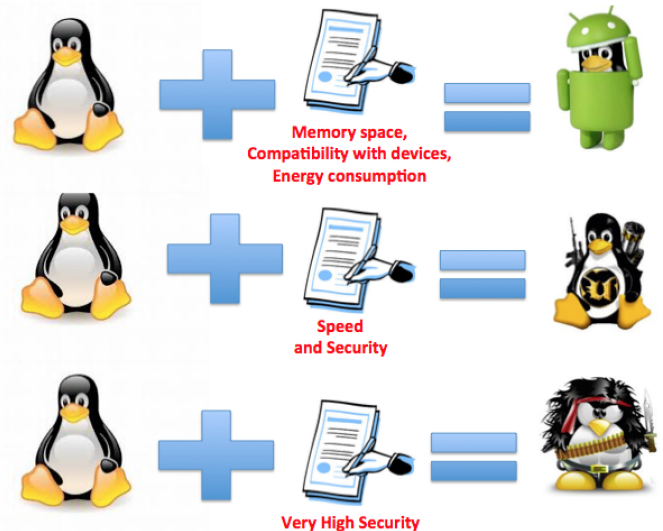 Memory space,
Compatibility with devices,
Energy consumption
Speed
and Security
Very High Security